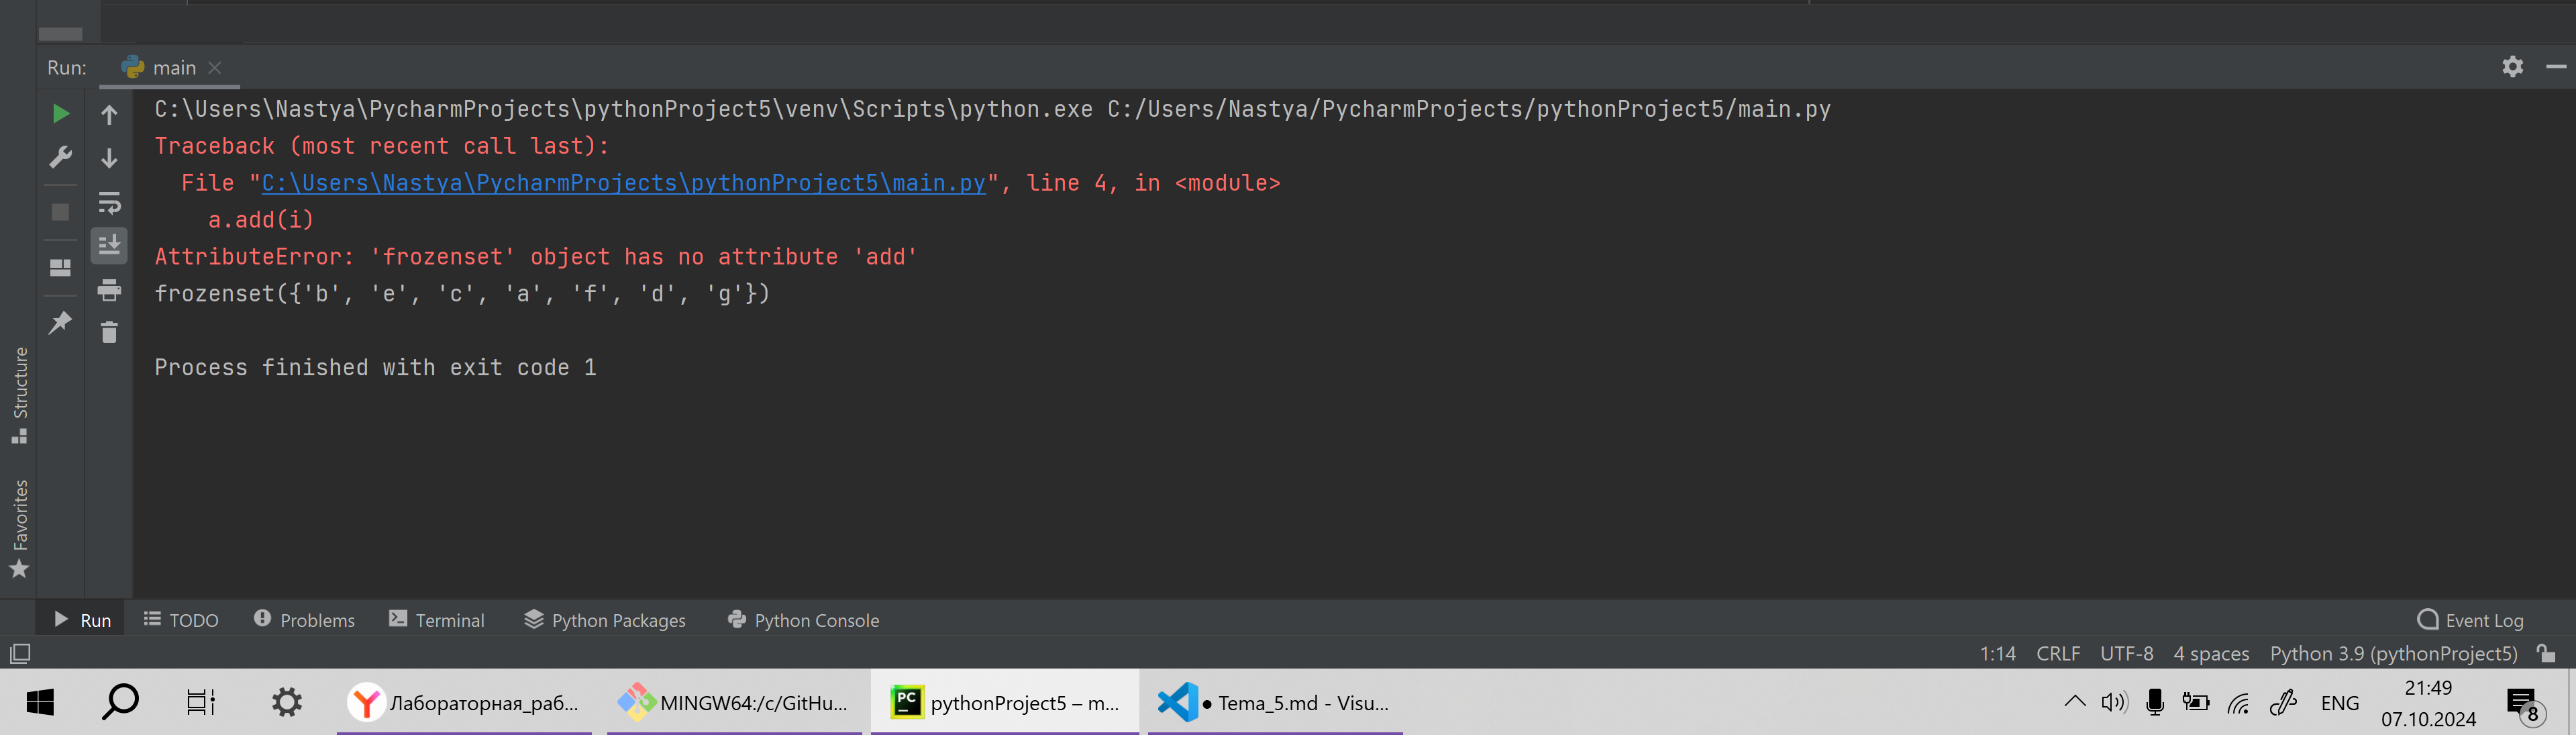 Run: main
C:\Users\Nastya\PycharmProjects\pythonProject5\venv\Scripts\python.exe C:/Users/Nastya/PycharmProjects/pythonProject5/main.py
Traceback (most recent call last):
  File "C:\Users\Nastya\PycharmProjects\pythonProject5\main.py", line 4, in <module>
    a.add(i)
AttributeError: 'frozenset' object has no attribute 'add'
frozenset({'b', 'e', 'c', 'a', 'f', 'd', 'g'})
Process finished with exit code 1
Structure
Favorites
Run TODO Problems Terminal Python Packages Python Console Event Log
1:14 CRLF UTF-8 4 spaces Python 3.9 (pythonProject5)
Лабораторная_раб... MINGW64:/c/GitHu... PC pythonProject5 – m... ● Tema_5.md - Visu... ENG 21:49
07.10.2024 8